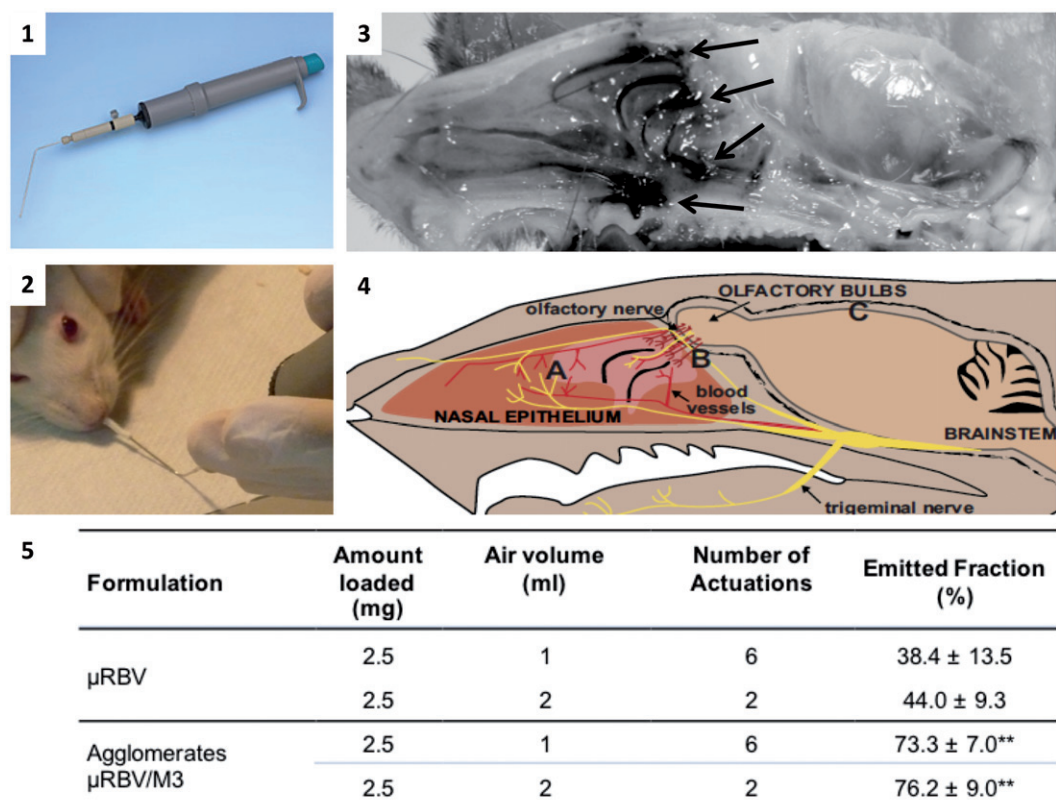 1
2
3
4
olfactory nerve
OLFACTORY BULBS
C
A
B
blood
vessels
NASAL EPITHELIUM
BRAINSTEM
trigeminal nerve
5
Formulation Amount loaded (mg) Air volume (ml) Number of Actuations Emitted Fraction (%)
µRBV 2.5 1 6 38.4 ± 13.5
2.5 2 2 44.0 ± 9.3
Agglomerates µRBV/M3 2.5 1 6 73.3 ± 7.0**
2.5 2 2 76.2 ± 9.0**